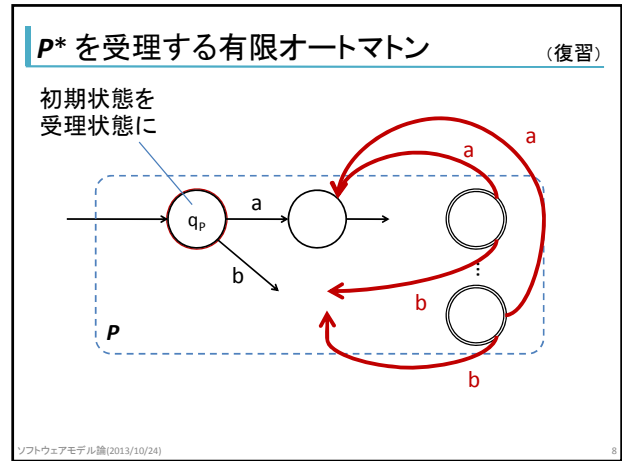 P* を受理する有限オートマトン
(復習)
初期状態を
受理状態に
a
a
a
qP
b
b
...
P
b
ソフトウェアモデル論(2013/10/24)
8